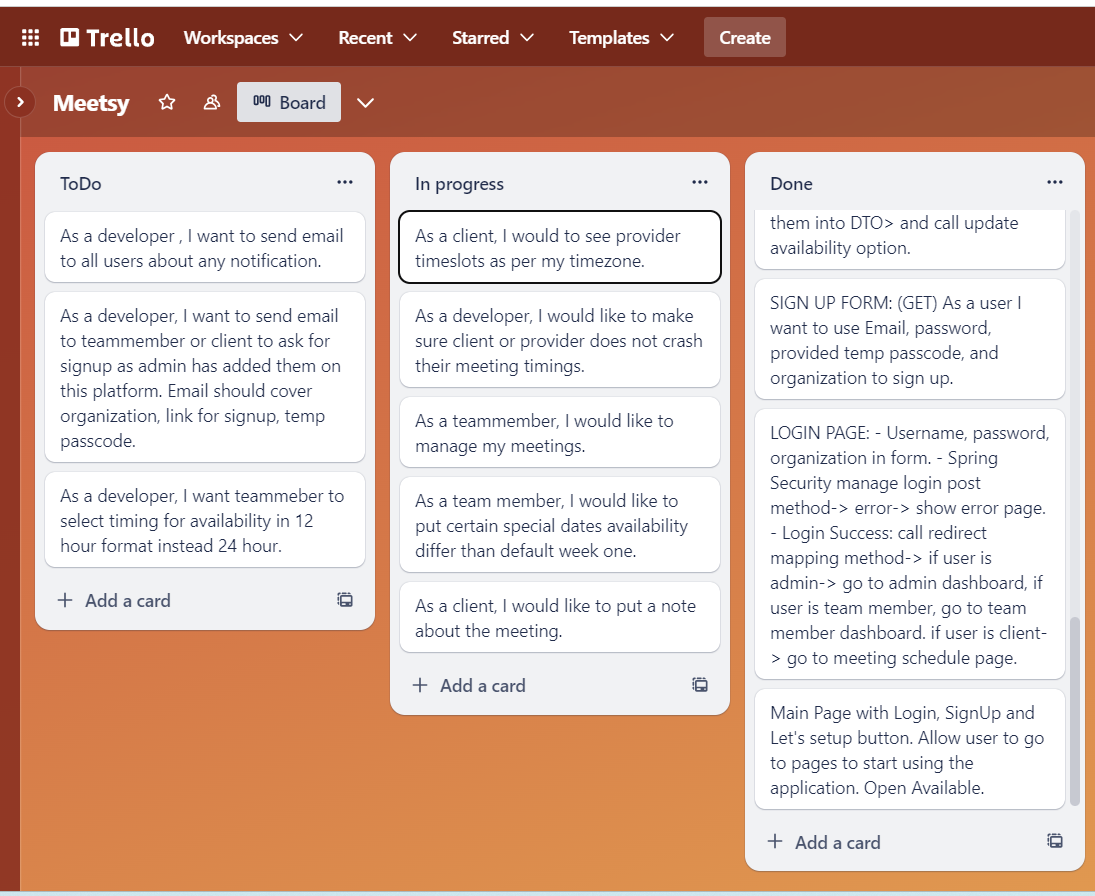 Trello
Workspaces
Recent
Starred
Templates
Create
Meetsy
Board
ToDo
As a developer , I want to send email
to all users about any notification.
As a developer, I want to send email
to teammember or client to ask for
signup as admin has added them on
this platform. Email should cover
organization, link for signup, temp
passcode.
As a developer, I want teammeber to
select timing for availability in 12
hour format instead 24 hour.
Add a card
In progress
As a client, I would to see provider
timeslots as per my timezone.
As a developer, I would like to make
sure client or provider does not crash
their meeting timings.
As a teammember, I would like to
manage my meetings.
As a team member, I would like to
put certain special dates availability
differ than default week one.
As a client, I would like to put a note
about the meeting.
Add a card
Done
them into DTO> and call update
availability option.
SIGN UP FORM: (GET) As a user I
want to use Email, password,
provided temp passcode, and
organization to sign up.
LOGIN PAGE: - Username, password,
organization in form. - Spring
Security manage login post
method-> error-> show error page.
- Login Success: call redirect
mapping method-> if user is
admin-> go to admin dashboard, if
user is team member, go to team
member dashboard. if user is client-
> go to meeting schedule page.
Main Page with Login, SignUp and
Let's setup button. Allow user to go
to pages to start using the
application. Open Available.
Add a card